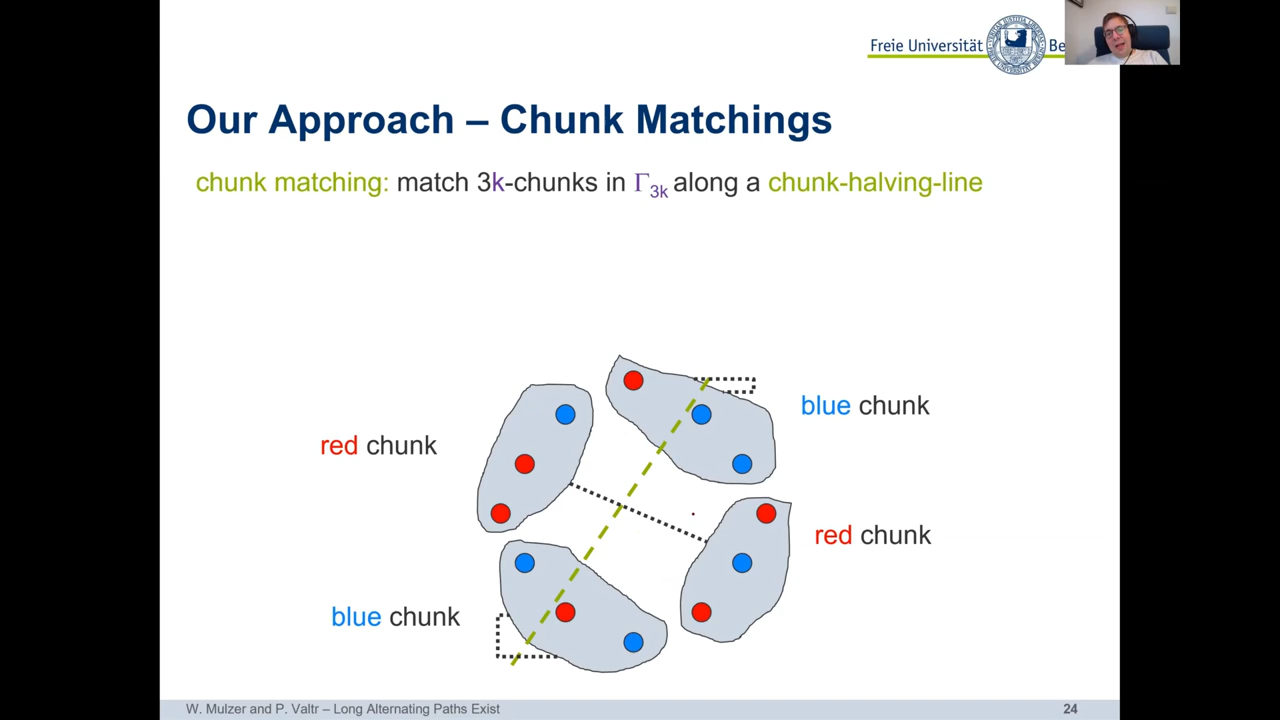 Freie Universität Be
Our Approach – Chunk Matchings
chunk matching: match 3k-chunks in Γ3k along a chunk-halving-line
blue chunk
red chunk
red chunk
blue chunk
W. Mulzer and P. Valtr – Long Alternating Paths Exist
24